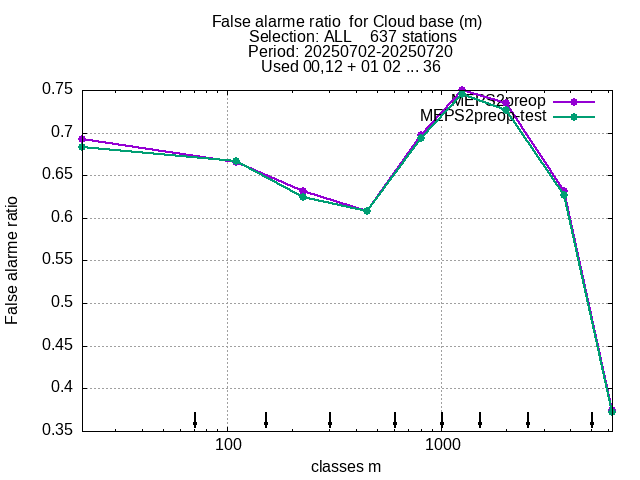 False alarme ratio  for Cloud base (m)
Selection: ALL    637 stations
Period: 20250702-20250720
Used 00,12 + 01 02 ... 36
MEPS2preop
MEPS2preop-test
0.75
0.7
0.65
0.6
0.55
0.5
0.45
0.4
0.35
False alarme ratio
100
1000
classes m